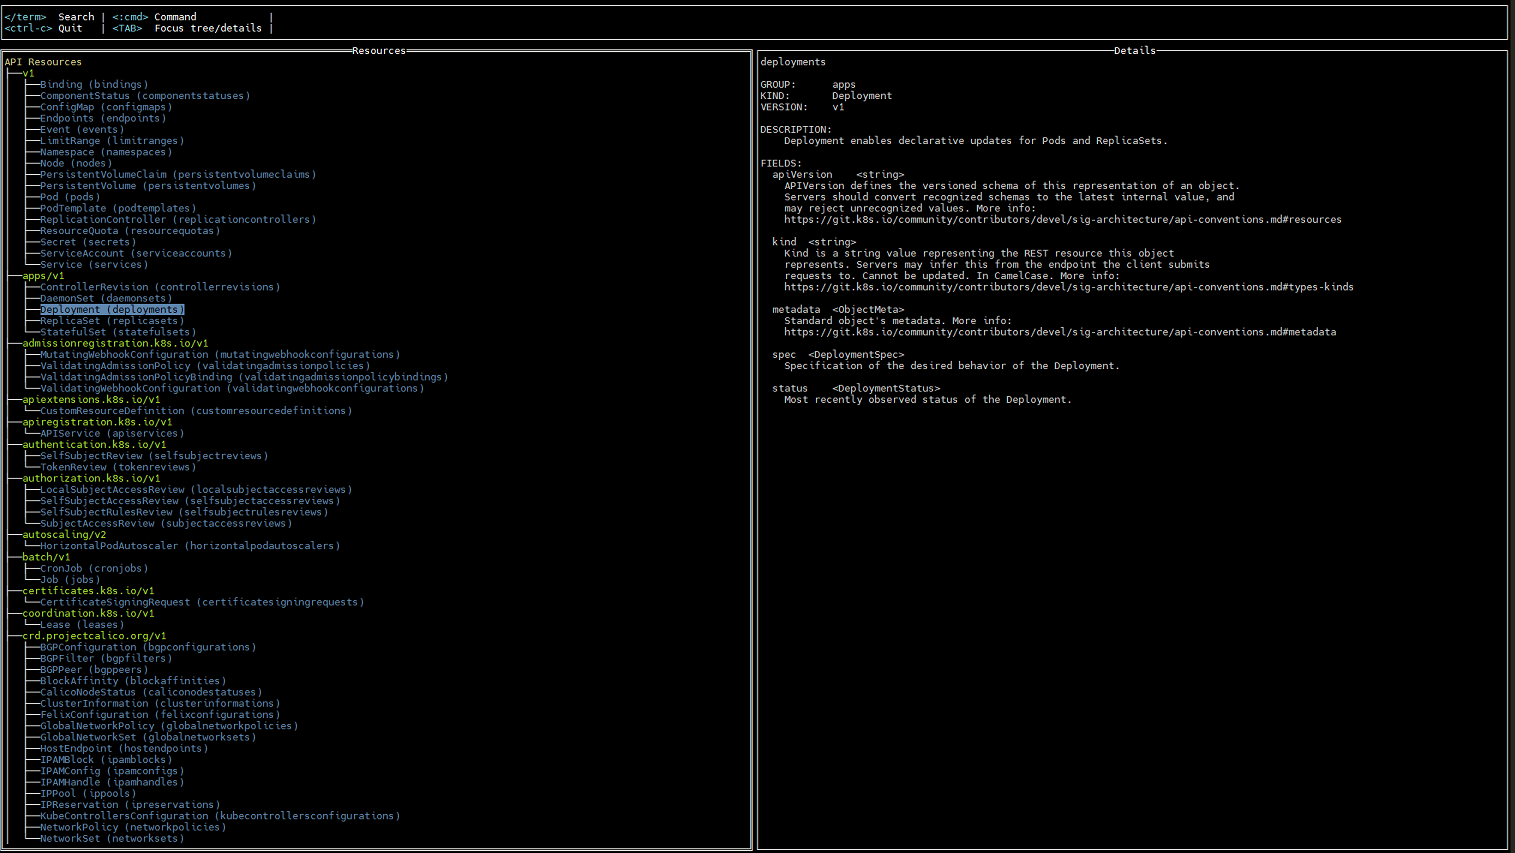 </term>  Search | <:cmd> Command            |
<ctrl-c> Quit   | <TAB>  Focus tree/details |
Resources
API Resources
├──v1
│  ├──Binding (bindings)
│  ├──ComponentStatus (componentstatuses)
│  ├──ConfigMap (configmaps)
│  ├──Endpoints (endpoints)
│  ├──Event (events)
│  ├──LimitRange (limitranges)
│  ├──Namespace (namespaces)
│  ├──Node (nodes)
│  ├──PersistentVolumeClaim (persistentvolumeclaims)
│  ├──PersistentVolume (persistentvolumes)
│  ├──Pod (pods)
│  ├──PodTemplate (podtemplates)
│  ├──ReplicationController (replicationcontrollers)
│  ├──ResourceQuota (resourcequotas)
│  ├──Secret (secrets)
│  ├──ServiceAccount (serviceaccounts)
│  └──Service (services)
├──apps/v1
│  ├──ControllerRevision (controllerrevisions)
│  ├──DaemonSet (daemonsets)
│  ├──Deployment (deployments)
│  ├──ReplicaSet (replicasets)
│  └──StatefulSet (statefulsets)
├──admissionregistration.k8s.io/v1
│  ├──MutatingWebhookConfiguration (mutatingwebhookconfigurations)
│  ├──ValidatingAdmissionPolicy (validatingadmissionpolicies)
│  ├──ValidatingAdmissionPolicyBinding (validatingadmissionpolicybindings)
│  └──ValidatingWebhookConfiguration (validatingwebhookconfigurations)
├──apiextensions.k8s.io/v1
│  └──CustomResourceDefinition (customresourcedefinitions)
├──apiregistration.k8s.io/v1
│  └──APIService (apiservices)
├──authentication.k8s.io/v1
│  ├──SelfSubjectReview (selfsubjectreviews)
│  └──TokenReview (tokenreviews)
├──authorization.k8s.io/v1
│  ├──LocalSubjectAccessReview (localsubjectaccessreviews)
│  ├──SelfSubjectAccessReview (selfsubjectaccessreviews)
│  ├──SelfSubjectRulesReview (selfsubjectrulesreviews)
│  └──SubjectAccessReview (subjectaccessreviews)
├──autoscaling/v2
│  └──HorizontalPodAutoscaler (horizontalpodautoscalers)
├──batch/v1
│  ├──CronJob (cronjobs)
│  └──Job (jobs)
├──certificates.k8s.io/v1
│  └──CertificateSigningRequest (certificatesigningrequests)
├──coordination.k8s.io/v1
│  └──Lease (leases)
├──crd.projectcalico.org/v1
│  ├──BGPConfiguration (bgpconfigurations)
│  ├──BGPFilter (bgpfilters)
│  ├──BGPPeer (bgppeers)
│  ├──BlockAffinity (blockaffinities)
│  ├──CalicoNodeStatus (caliconodestatuses)
│  ├──ClusterInformation (clusterinformations)
│  ├──FelixConfiguration (felixconfigurations)
│  ├──GlobalNetworkPolicy (globalnetworkpolicies)
│  ├──GlobalNetworkSet (globalnetworksets)
│  ├──HostEndpoint (hostendpoints)
│  ├──IPAMBlock (ipamblocks)
│  ├──IPAMConfig (ipamconfigs)
│  ├──IPAMHandle (ipamhandles)
│  ├──IPPool (ippools)
│  ├──IPReservation (ipreservations)
│  ├──KubeControllersConfiguration (kubecontrollersconfigurations)
│  ├──NetworkPolicy (networkpolicies)
│  └──NetworkSet (networksets)
Details
deployments
GROUP:      apps
KIND:       Deployment
VERSION:    v1
DESCRIPTION:
Deployment enables declarative updates for Pods and ReplicaSets.
FIELDS:
apiVersion    <string>
APIVersion defines the versioned schema of this representation of an object.
Servers should convert recognized schemas to the latest internal value, and
may reject unrecognized values. More info:
https://git.k8s.io/community/contributors/devel/sig-architecture/api-conventions.md#resources
kind  <string>
Kind is a string value representing the REST resource this object
represents. Servers may infer this from the endpoint the client submits
requests to. Cannot be updated. In CamelCase. More info:
https://git.k8s.io/community/contributors/devel/sig-architecture/api-conventions.md#types-kinds
metadata  <ObjectMeta>
Standard object's metadata. More info:
https://git.k8s.io/community/contributors/devel/sig-architecture/api-conventions.md#metadata
spec  <DeploymentSpec>
Specification of the desired behavior of the Deployment.
status    <DeploymentStatus>
Most recently observed status of the Deployment.